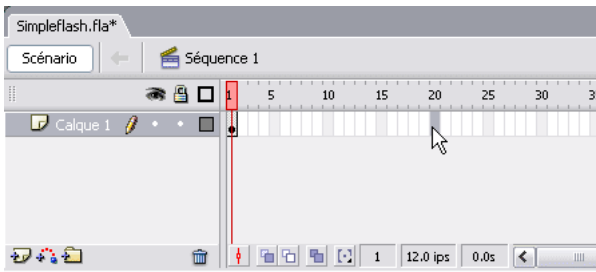 Simpleflash.fla*
Scénario Séquence 1
1 5 10 15 20 25 30 3
Calque 1
1 12.0 ips 0.0s